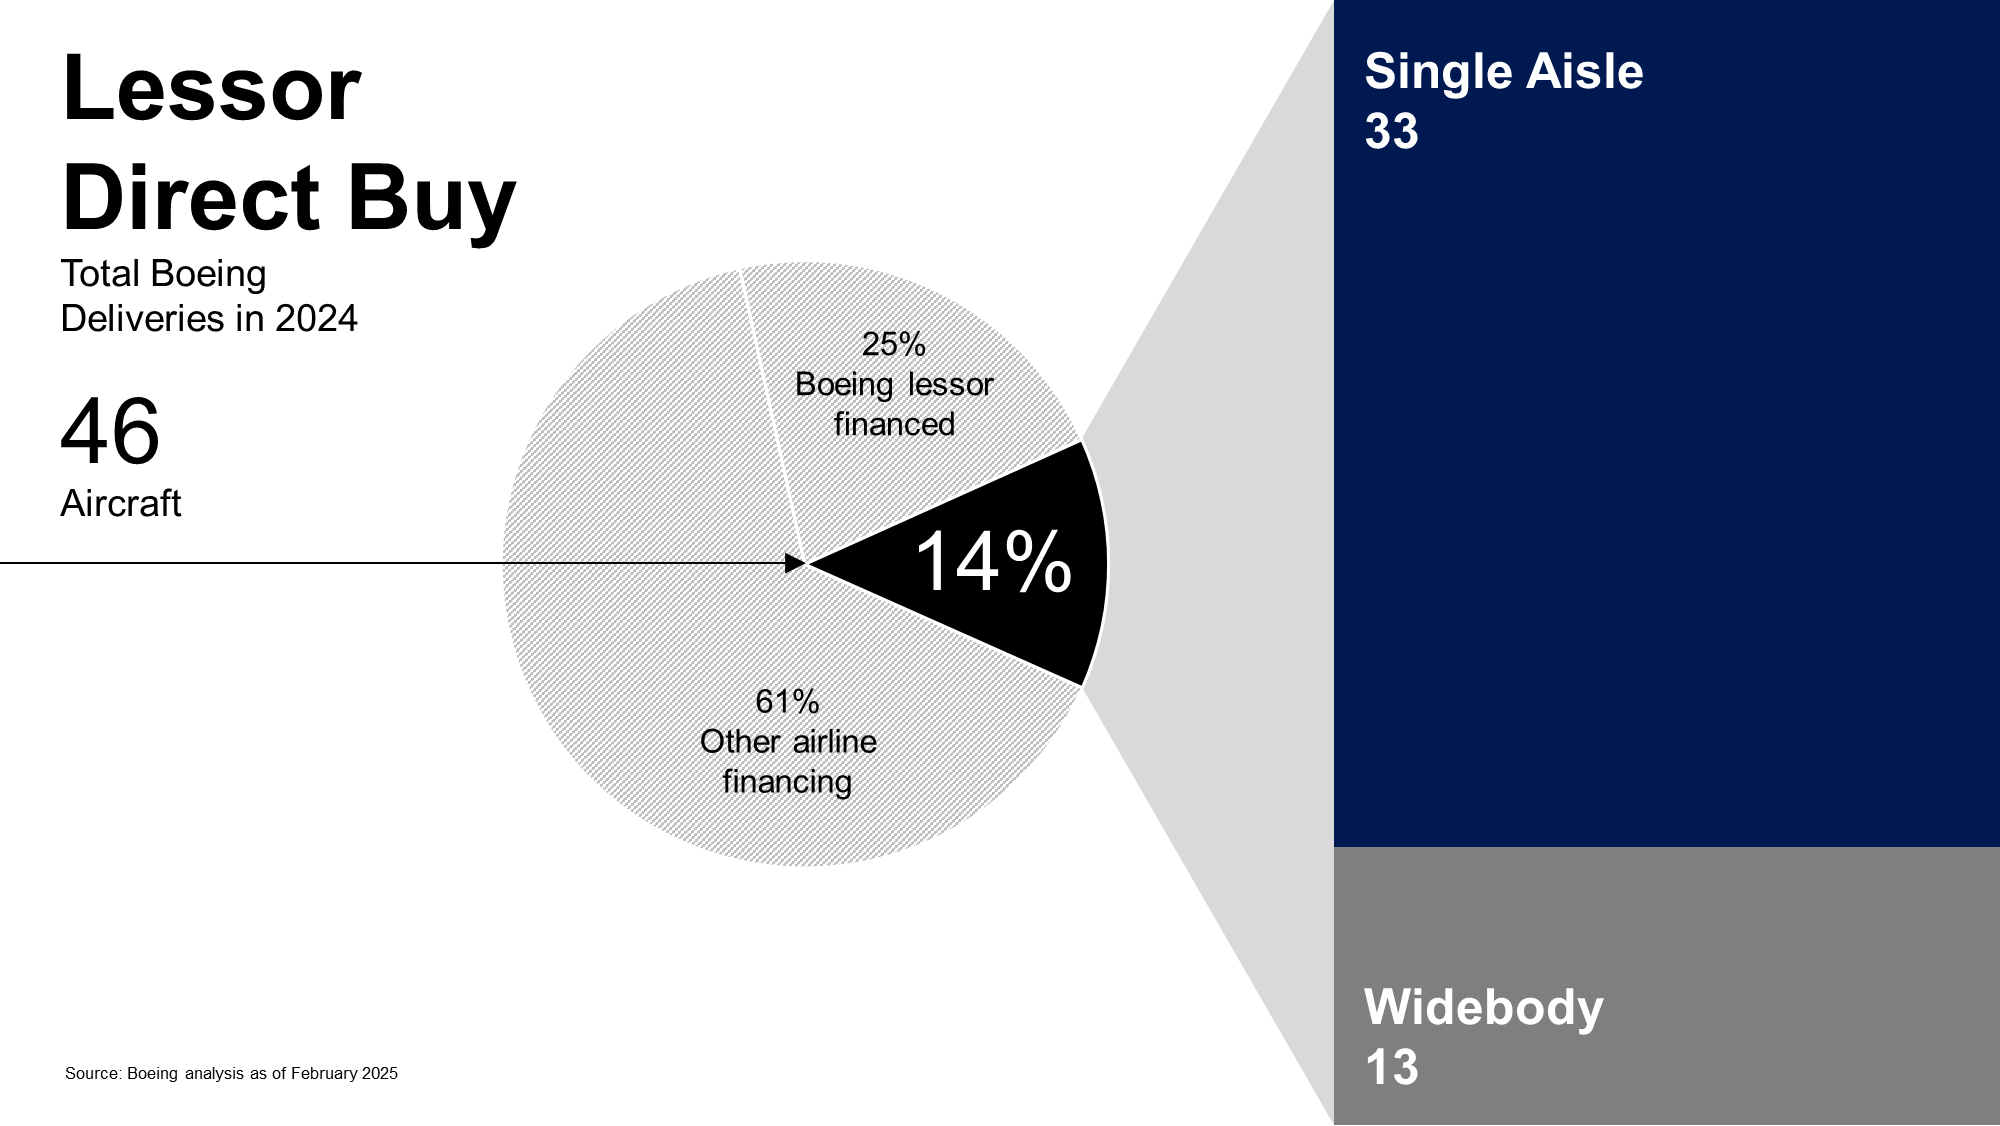 Lessor
Direct Buy
Total Boeing
Deliveries in 2024
46
Aircraft
25%
Boeing lessor
financed
14%
61%
Other airline
financing
Single Aisle
33
Widebody
13
Source: Boeing analysis as of February 2025